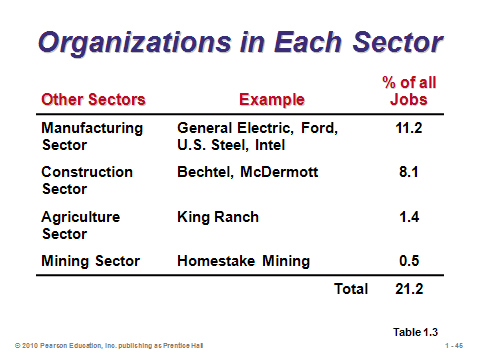 Organizations in Each Sector
Other Sectors Example % of all Jobs
Manufacturing Sector General Electric, Ford, U.S. Steel, Intel 11.2
Construction Sector Bechtel, McDermott 8.1
Agriculture Sector King Ranch 1.4
Mining Sector Homestake Mining 0.5
Total 21.2
Table 1.3
© 2010 Pearson Education, Inc. publishing as Prentice Hall 1 - 45